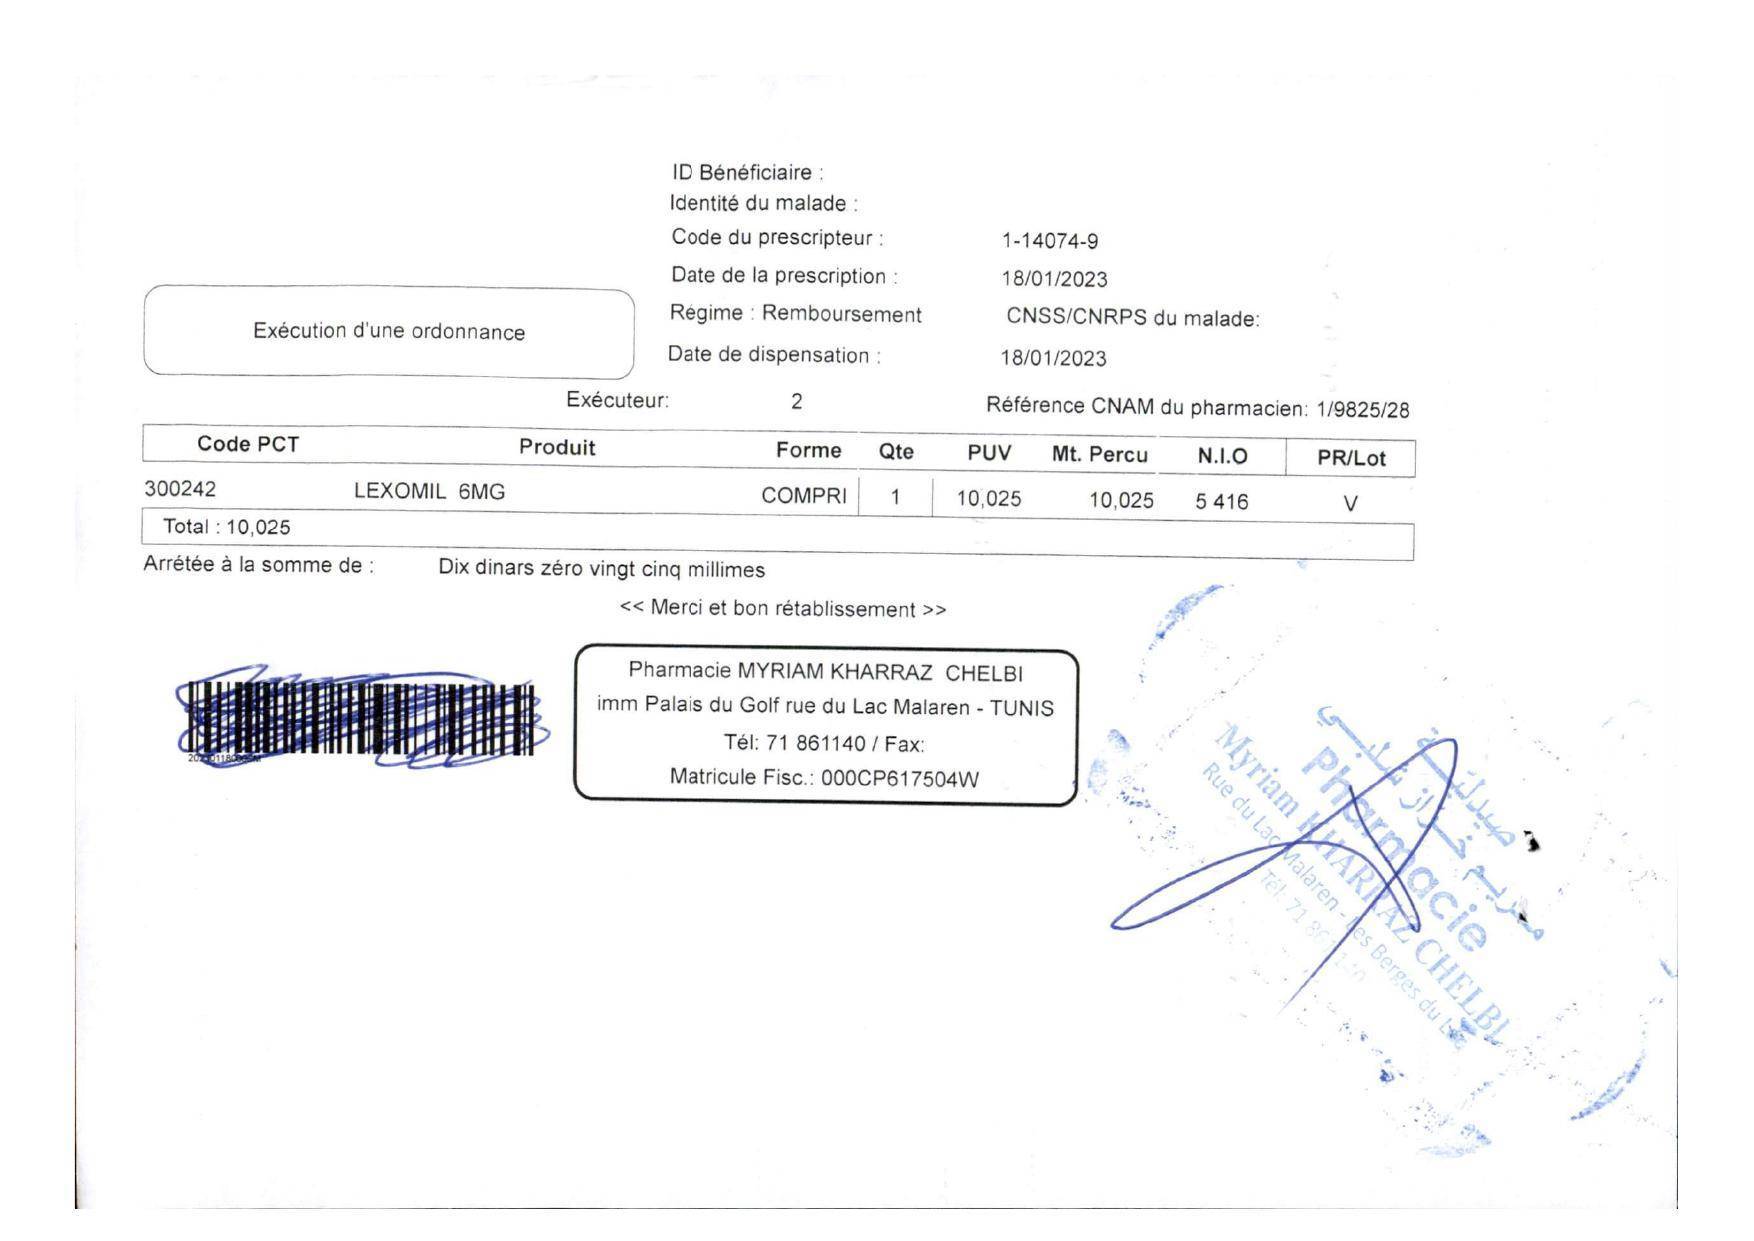 ID Bénéficiaire :
Identité du malade :
Code du prescripteur : 1-14074-9
Date de la prescription : 18/01/2023
Régime : Remboursement CNSS/CNRPS du malade:
Exécution d'une ordonnance
Date de dispensation : 18/01/2023
Exécuteur: 2 Référence CNAM du pharmacien: 1/9825/28
Code PCT Produit Forme Qte PUV Mt. Percu N.I.O PR/Lot
300242 LEXOMIL 6MG COMPRI 1 10,025 10,025 5 416 V
Total : 10,025
Arrétée à la somme de : Dix dinars zéro vingt cinq millimes
<< Merci et bon rétablissement >>
Pharmacie MYRIAM KHARRAZ CHELBI
imm Palais du Golf rue du Lac Malaren - TUNIS
Tél: 71 861140 / Fax:
Matricule Fisc.: 000CP617504W
صيدلية
مريم خراز شلبي
Pharmacie
Myriam KHARRAZ CHELBI
Rue du Lac Malaren - Les Berges du Lac
Tél: 71 861 140